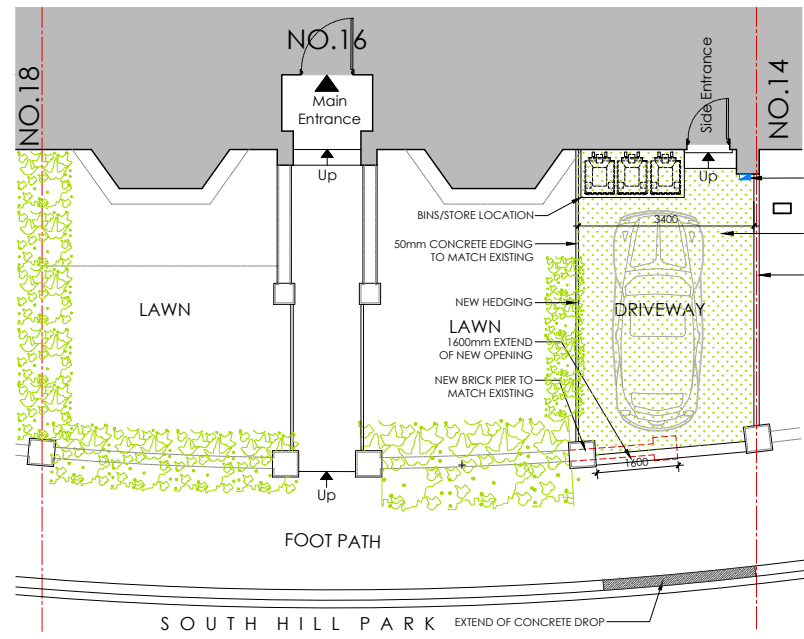 NO.16
NO.18
NO.14
Main
Entrance
Side Entrance
Up
Up
BINS/STORE LOCATION
3400
50mm CONCRETE EDGING
TO MATCH EXISTING
NEW HEDGING
LAWN
LAWN
DRIVEWAY
1600mm EXTEND
OF NEW OPENING
NEW BRICK PIER TO
MATCH EXISTING
1600
Up
FOOT PATH
SOUTH HILL PARK
EXTEND OF CONCRETE DROP